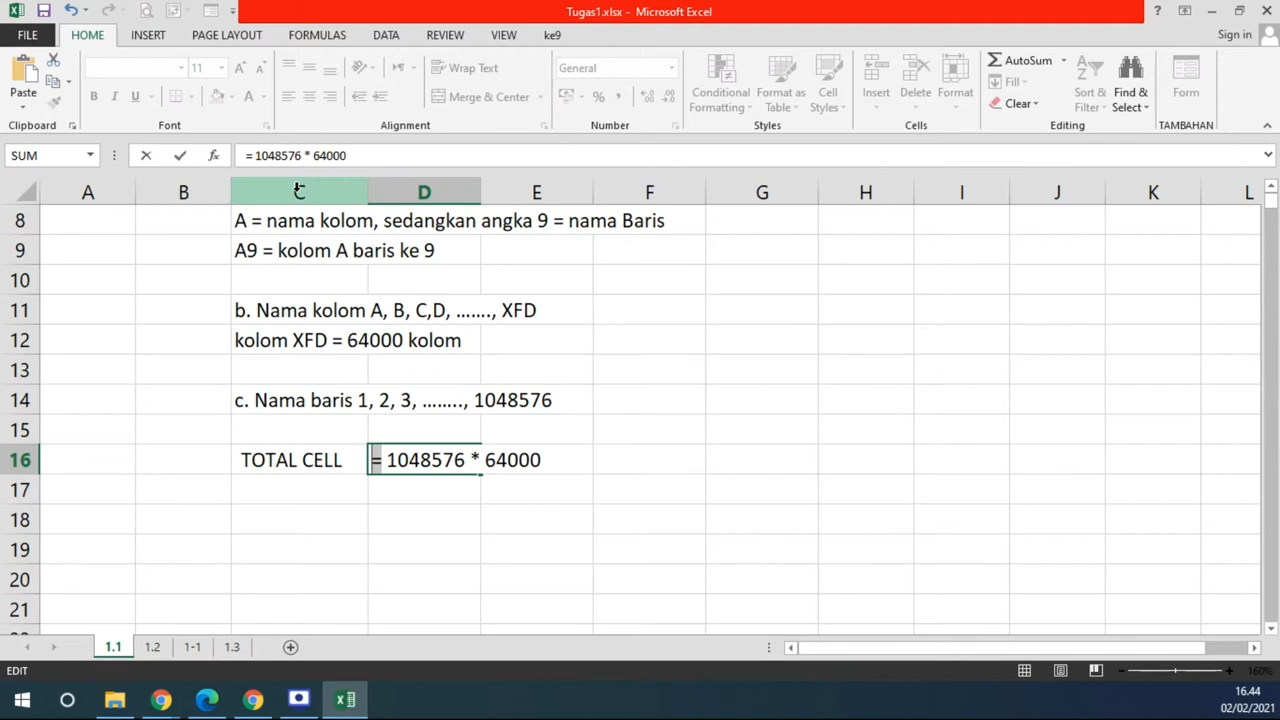 Tugas1.xlsx - Microsoft Excel
?
FILE HOME INSERT PAGE LAYOUT FORMULAS DATA REVIEW VIEW ke9 Sign in
Paste
Clipboard
11
A A
B I U A
Font
Wrap Text
Merge & Center
Alignment
General
% ,
Number
Conditional Formatting
Format as Table
Cell Styles
Styles
Insert
Delete
Format
Cells
AutoSum
Fill
Clear
Sort & Filter
Find & Select
Editing
Form
TAMBAHAN
SUM fx = 1048576 * 64000
A B C D E F G H I J K L
8 A = nama kolom, sedangkan angka 9 = nama Baris
9 A9 = kolom A baris ke 9
10
11 b. Nama kolom A, B, C,D, ......., XFD
12 kolom XFD = 64000 kolom
13
14 c. Nama baris 1, 2, 3, ........, 1048576
15
16 TOTAL CELL = 1048576 * 64000
17
18
19
20
21
1.1 1.2 1-1 1.3
EDIT 160%
16.44
02/02/2021